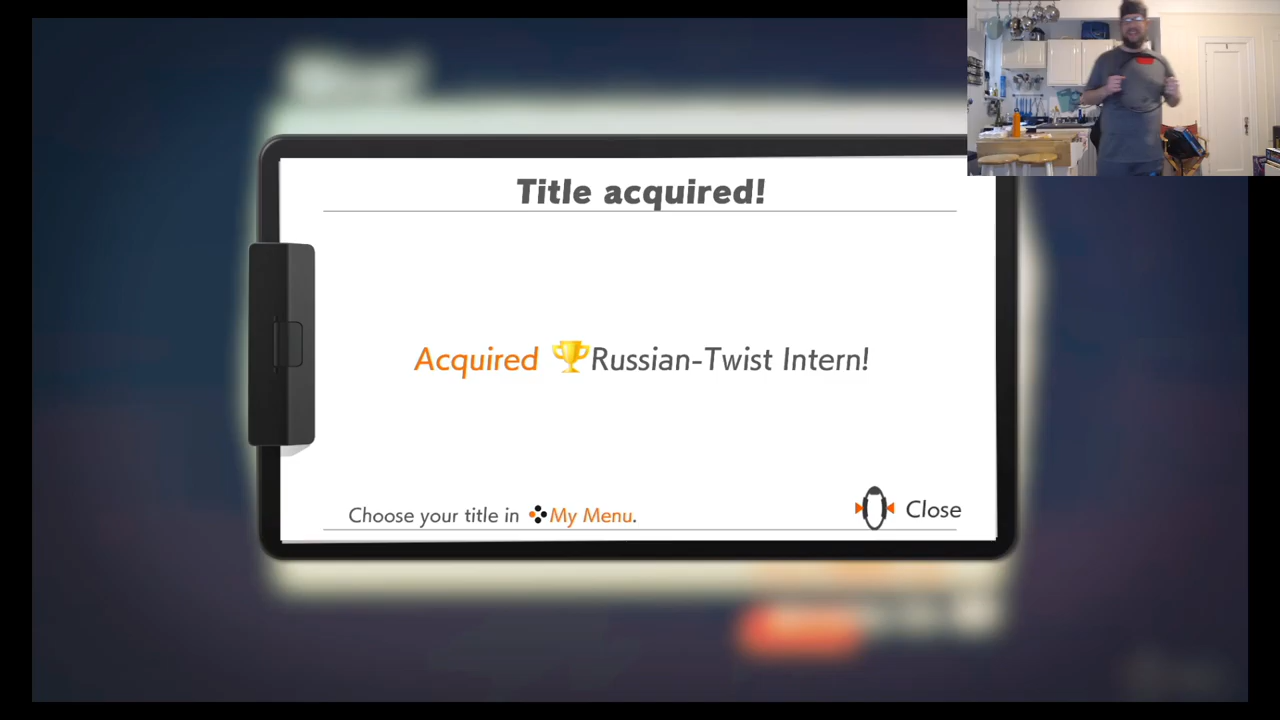 Title acquired!
Acquired 🏆Russian-Twist Intern!
Choose your title in My Menu.
Close